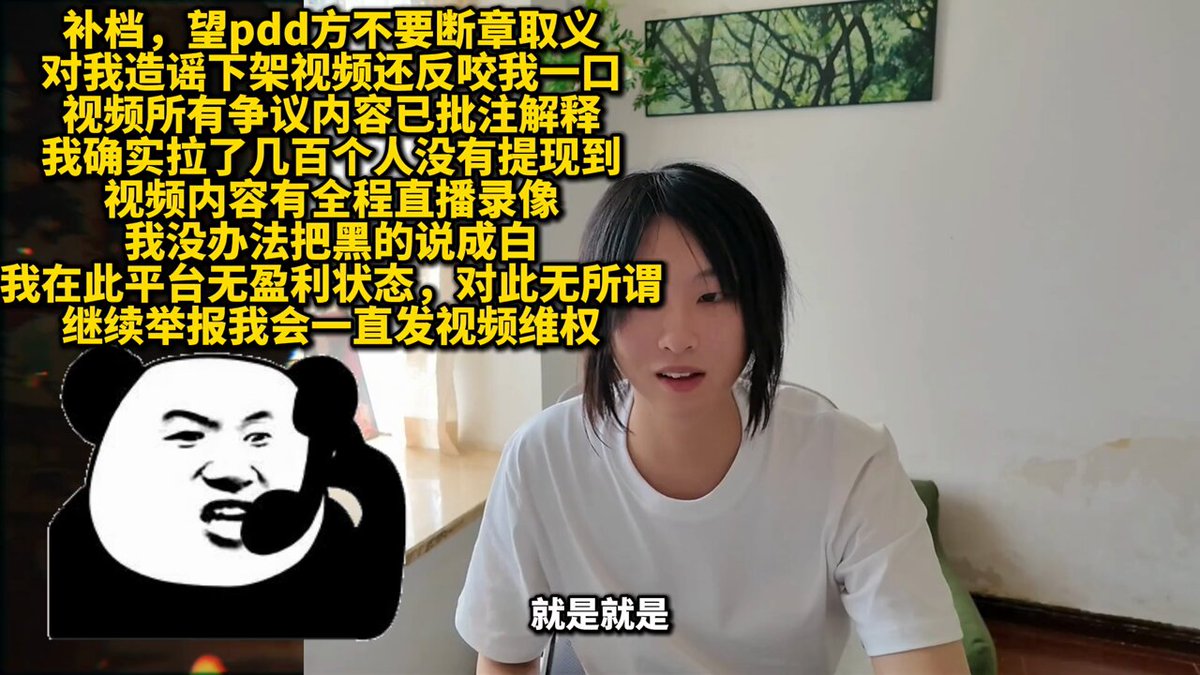 补档，望pdd方不要断章取义
对我造谣下架视频还反咬我一口
视频所有争议内容已批注解释
我确实拉了几百个人没有提现到
视频内容有全程直播录像
我没办法把黑的说成白
我在此平台无盈利状态，对此无所谓
继续举报我会一直发视频维权
就是就是